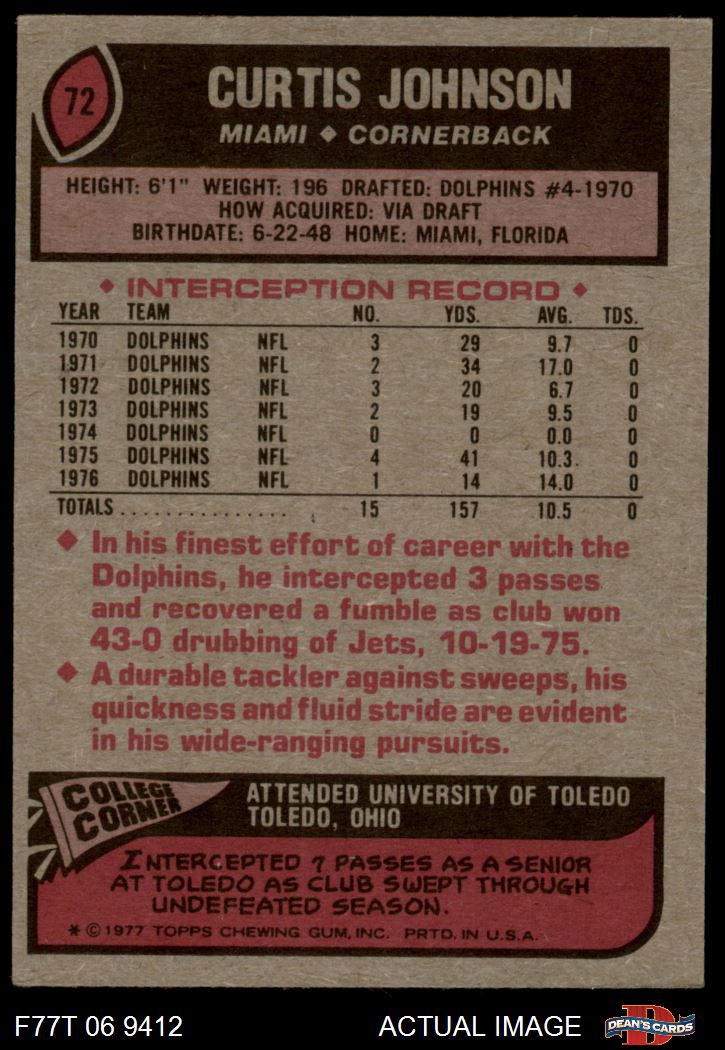 72
CURTIS JOHNSON
MIAMI ◆ CORNERBACK
HEIGHT: 6'1" WEIGHT: 196 DRAFTED: DOLPHINS #4-1970
HOW ACQUIRED: VIA DRAFT
BIRTHDATE: 6-22-48 HOME: MIAMI, FLORIDA
◆ INTERCEPTION RECORD ◆
YEAR TEAM NO. YDS. AVG. TDS.
1970 DOLPHINS NFL 3 29 9.7 0
1971 DOLPHINS NFL 2 34 17.0 0
1972 DOLPHINS NFL 3 20 6.7 0
1973 DOLPHINS NFL 2 19 9.5 0
1974 DOLPHINS NFL 0 0 0.0 0
1975 DOLPHINS NFL 4 41 10.3 0
1976 DOLPHINS NFL 1 14 14.0 0
TOTALS................ 15 157 10.5 0
◆ In his finest effort of career with the
Dolphins, he intercepted 3 passes
and recovered a fumble as club won
43-0 drubbing of Jets, 10-19-75.
◆ A durable tackler against sweeps, his
quickness and fluid stride are evident
in his wide-ranging pursuits.
COLLEGE
CORNER
ATTENDED UNIVERSITY OF TOLEDO
TOLEDO, OHIO
INTERCEPTED 7 PASSES AS A SENIOR
AT TOLEDO AS CLUB SWEPT THROUGH
UNDEFEATED SEASON.
* © 1977 TOPPS CHEWING GUM, INC. PRTD. IN U.S.A.
F77T 06 9412 ACTUAL IMAGE
D
DEAN'S CARDS